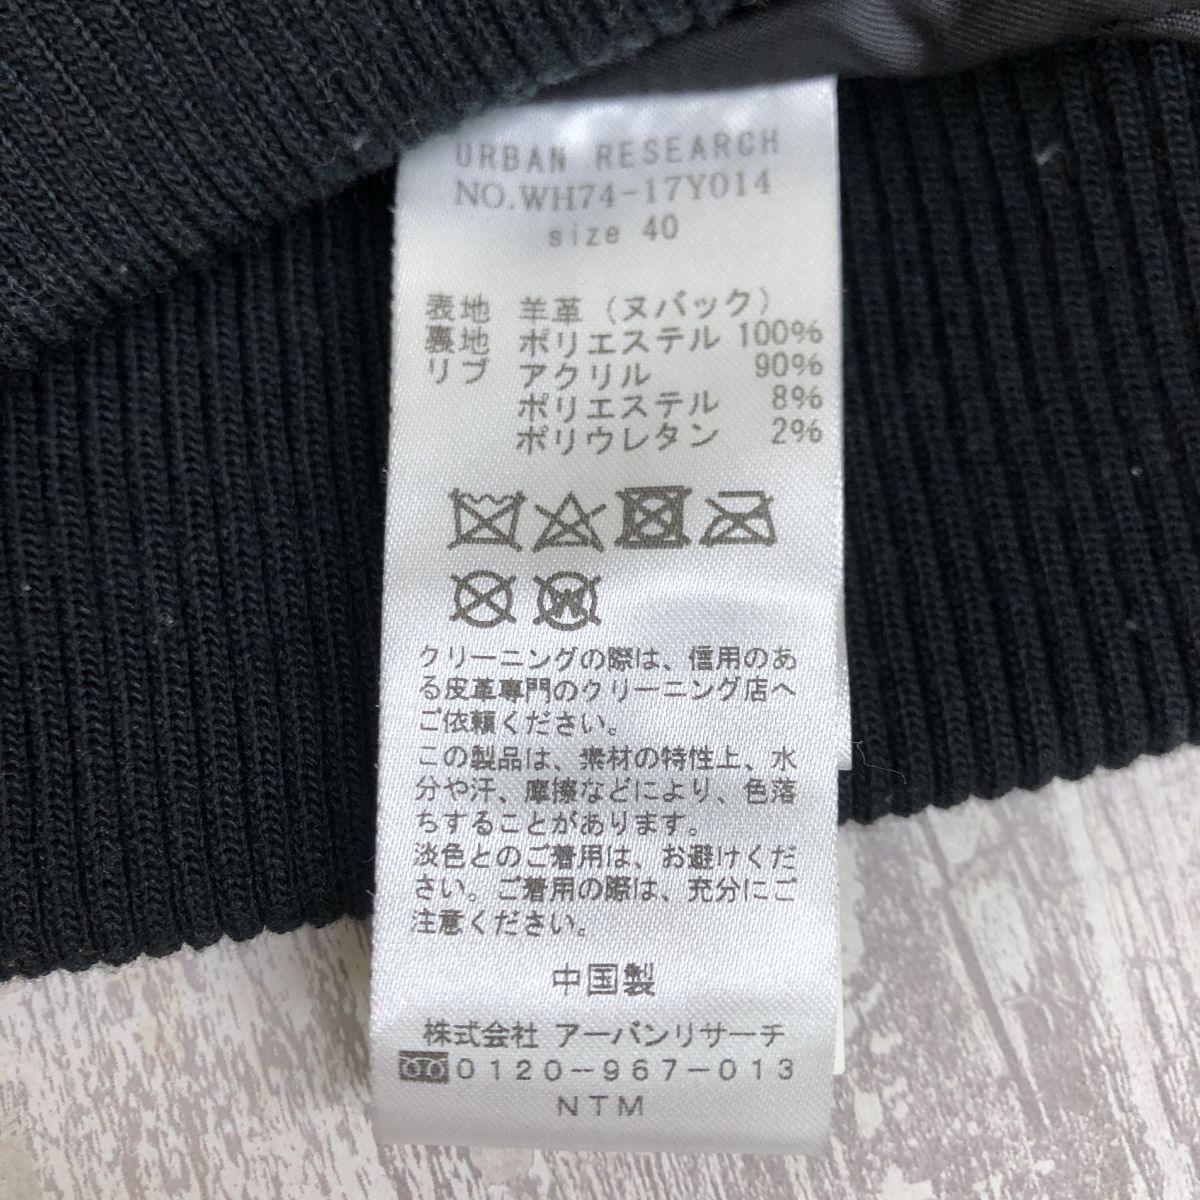 URBAN RESEARCH
NO.WH74-17Y014
size 40
表地 羊革(ヌバック)
裏地 ポリエステル 100%
リブ アクリル 90%
ポリエステル 8%
ポリウレタン 2%
W
クリーニングの際は、信用のあ
る皮革専門のクリーニング店へ
ご依頼ください。
この製品は、素材の特性上、水
分や汗、摩擦などにより、色落
ちすることがあります。
淡色とのご着用は、お避けくだ
さい。ご着用の際は、充分にご
注意ください。
中国製
株式会社 アーバンリサーチ
0120-967-013
NTM